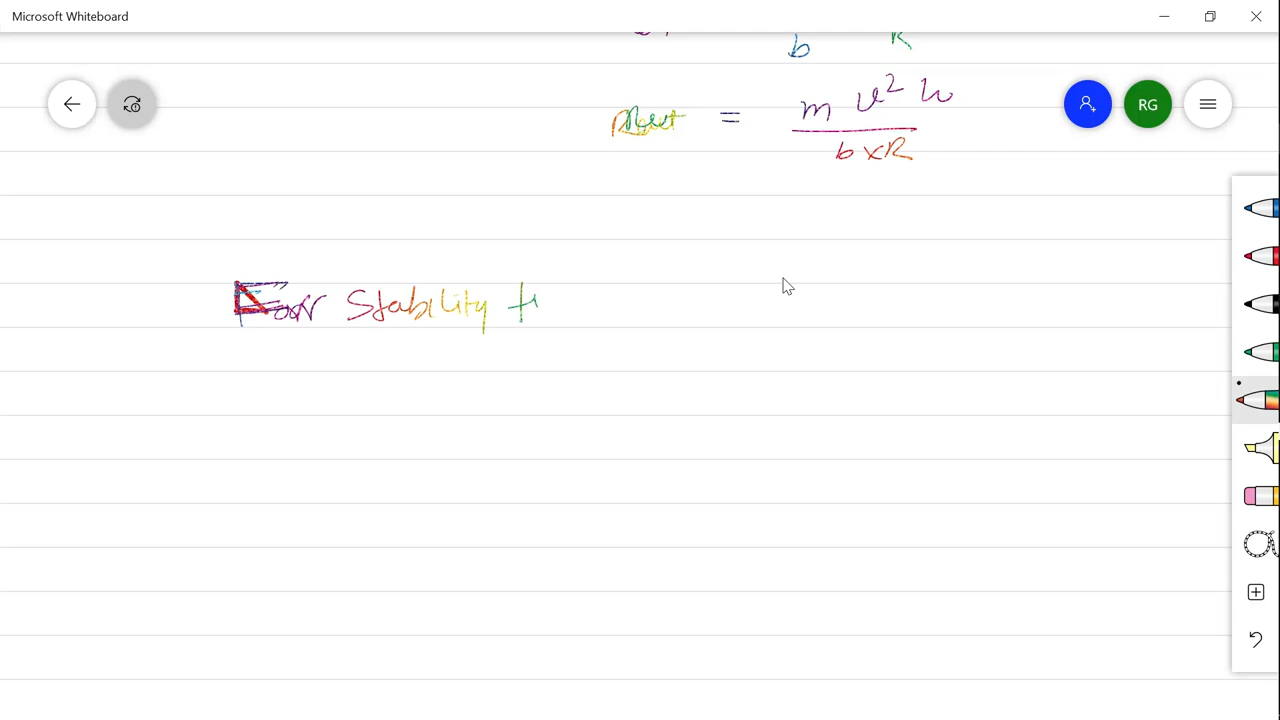 Microsoft Whiteboard
b R
= m v² h
b x R
RG
For Stability